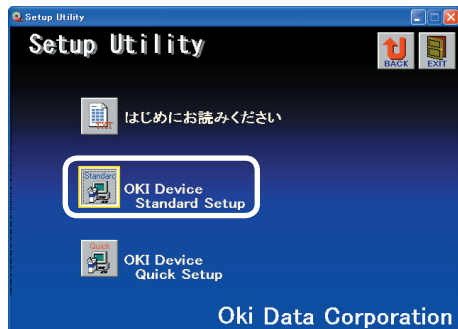 Setup Utility
Setup Utility
BACK
EXIT
TEXT
はじめにお読みください
Standard
OKI Device
Standard Setup
Quick
OKI Device
Quick Setup
Oki Data Corporation